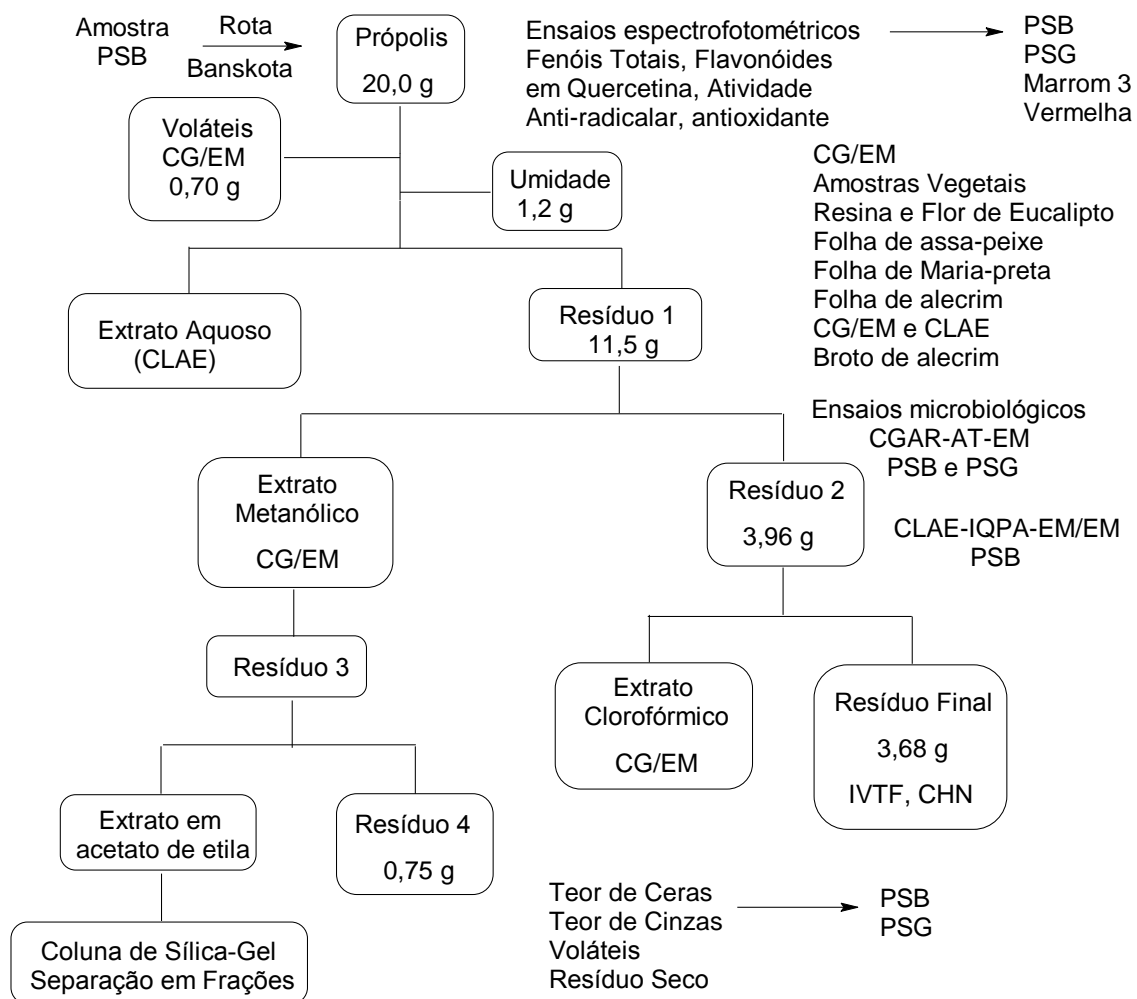 Amostra
PSB
Rota
Banskota
Própolis
20,0 g
Ensaios espectrofotométricos
Fenóis Totais, Flavonóides
em Quercetina, Atividade
Anti-radicalar, antioxidante
PSB
PSG
Marrom 3
Vermelha
Voláteis
CG/EM
0,70 g
Umidade
1,2 g
CG/EM
Amostras Vegetais
Resina e Flor de Eucalipto
Folha de assa-peixe
Folha de Maria-preta
Folha de alecrim
CG/EM e CLAE
Broto de alecrim
Extrato Aquoso
(CLAE)
Resíduo 1
11,5 g
Ensaios microbiológicos
CGAR-AT-EM
PSB e PSG
Extrato
Metanólico
CG/EM
Resíduo 2
3,96 g
CLAE-IQPA-EM/EM
PSB
Resíduo 3
Extrato
Clorofórmico
CG/EM
Resíduo Final
3,68 g
IVTF, CHN
Extrato em
acetato de etila
Resíduo 4
0,75 g
Teor de Ceras
Teor de Cinzas
Voláteis
Resíduo Seco
PSB
PSG
Coluna de Sílica-Gel
Separação em Frações